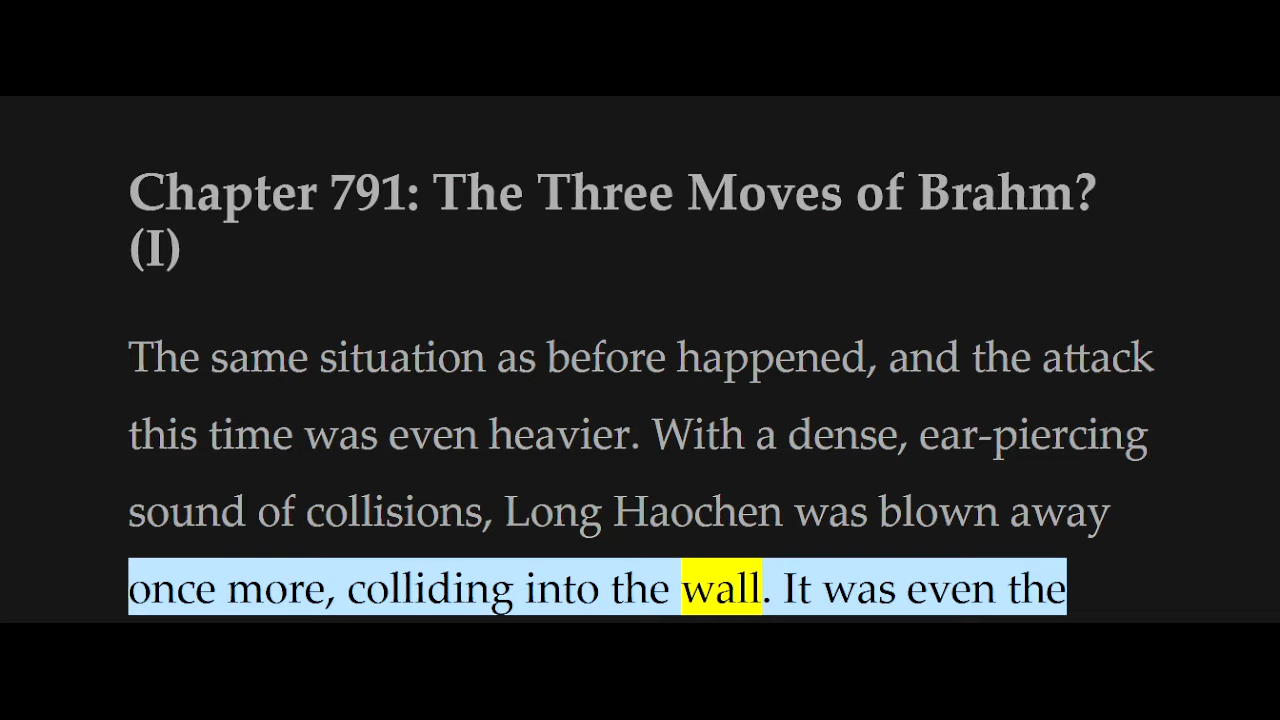 Chapter 791: The Three Moves of Brahm?
(I)
The same situation as before happened, and the attack
this time was even heavier. With a dense, ear-piercing
sound of collisions, Long Haochen was blown away
once more, colliding into the wall. It was even the